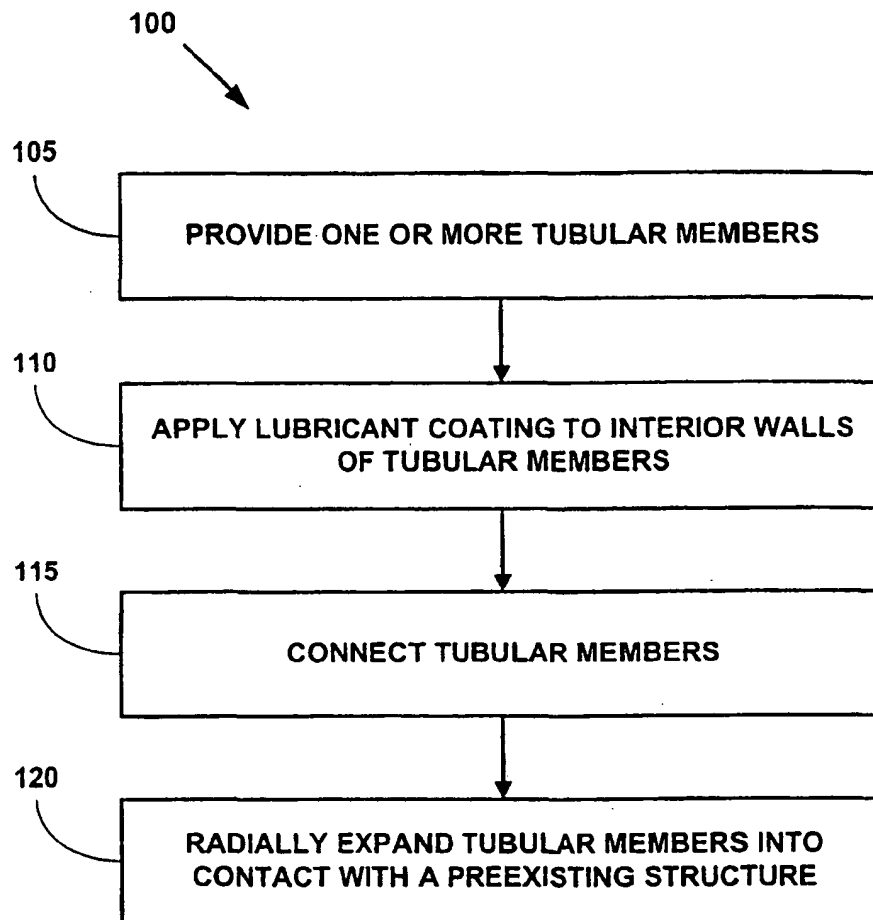 100
105
PROVIDE ONE OR MORE TUBULAR MEMBERS
110
APPLY LUBRICANT COATING TO INTERIOR WALLS
OF TUBULAR MEMBERS
115
CONNECT TUBULAR MEMBERS
120
RADIALLY EXPAND TUBULAR MEMBERS INTO
CONTACT WITH A PREEXISTING STRUCTURE